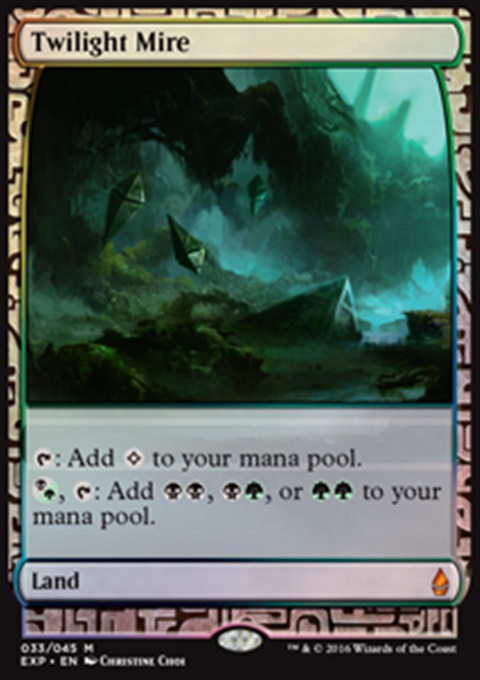 Twilight Mire
: Add to your mana pool.
, : Add , , or to your
mana pool.
Land
033/045 M
EXP • EN Christine Choi
™ & © 2016 Wizards of the Coast